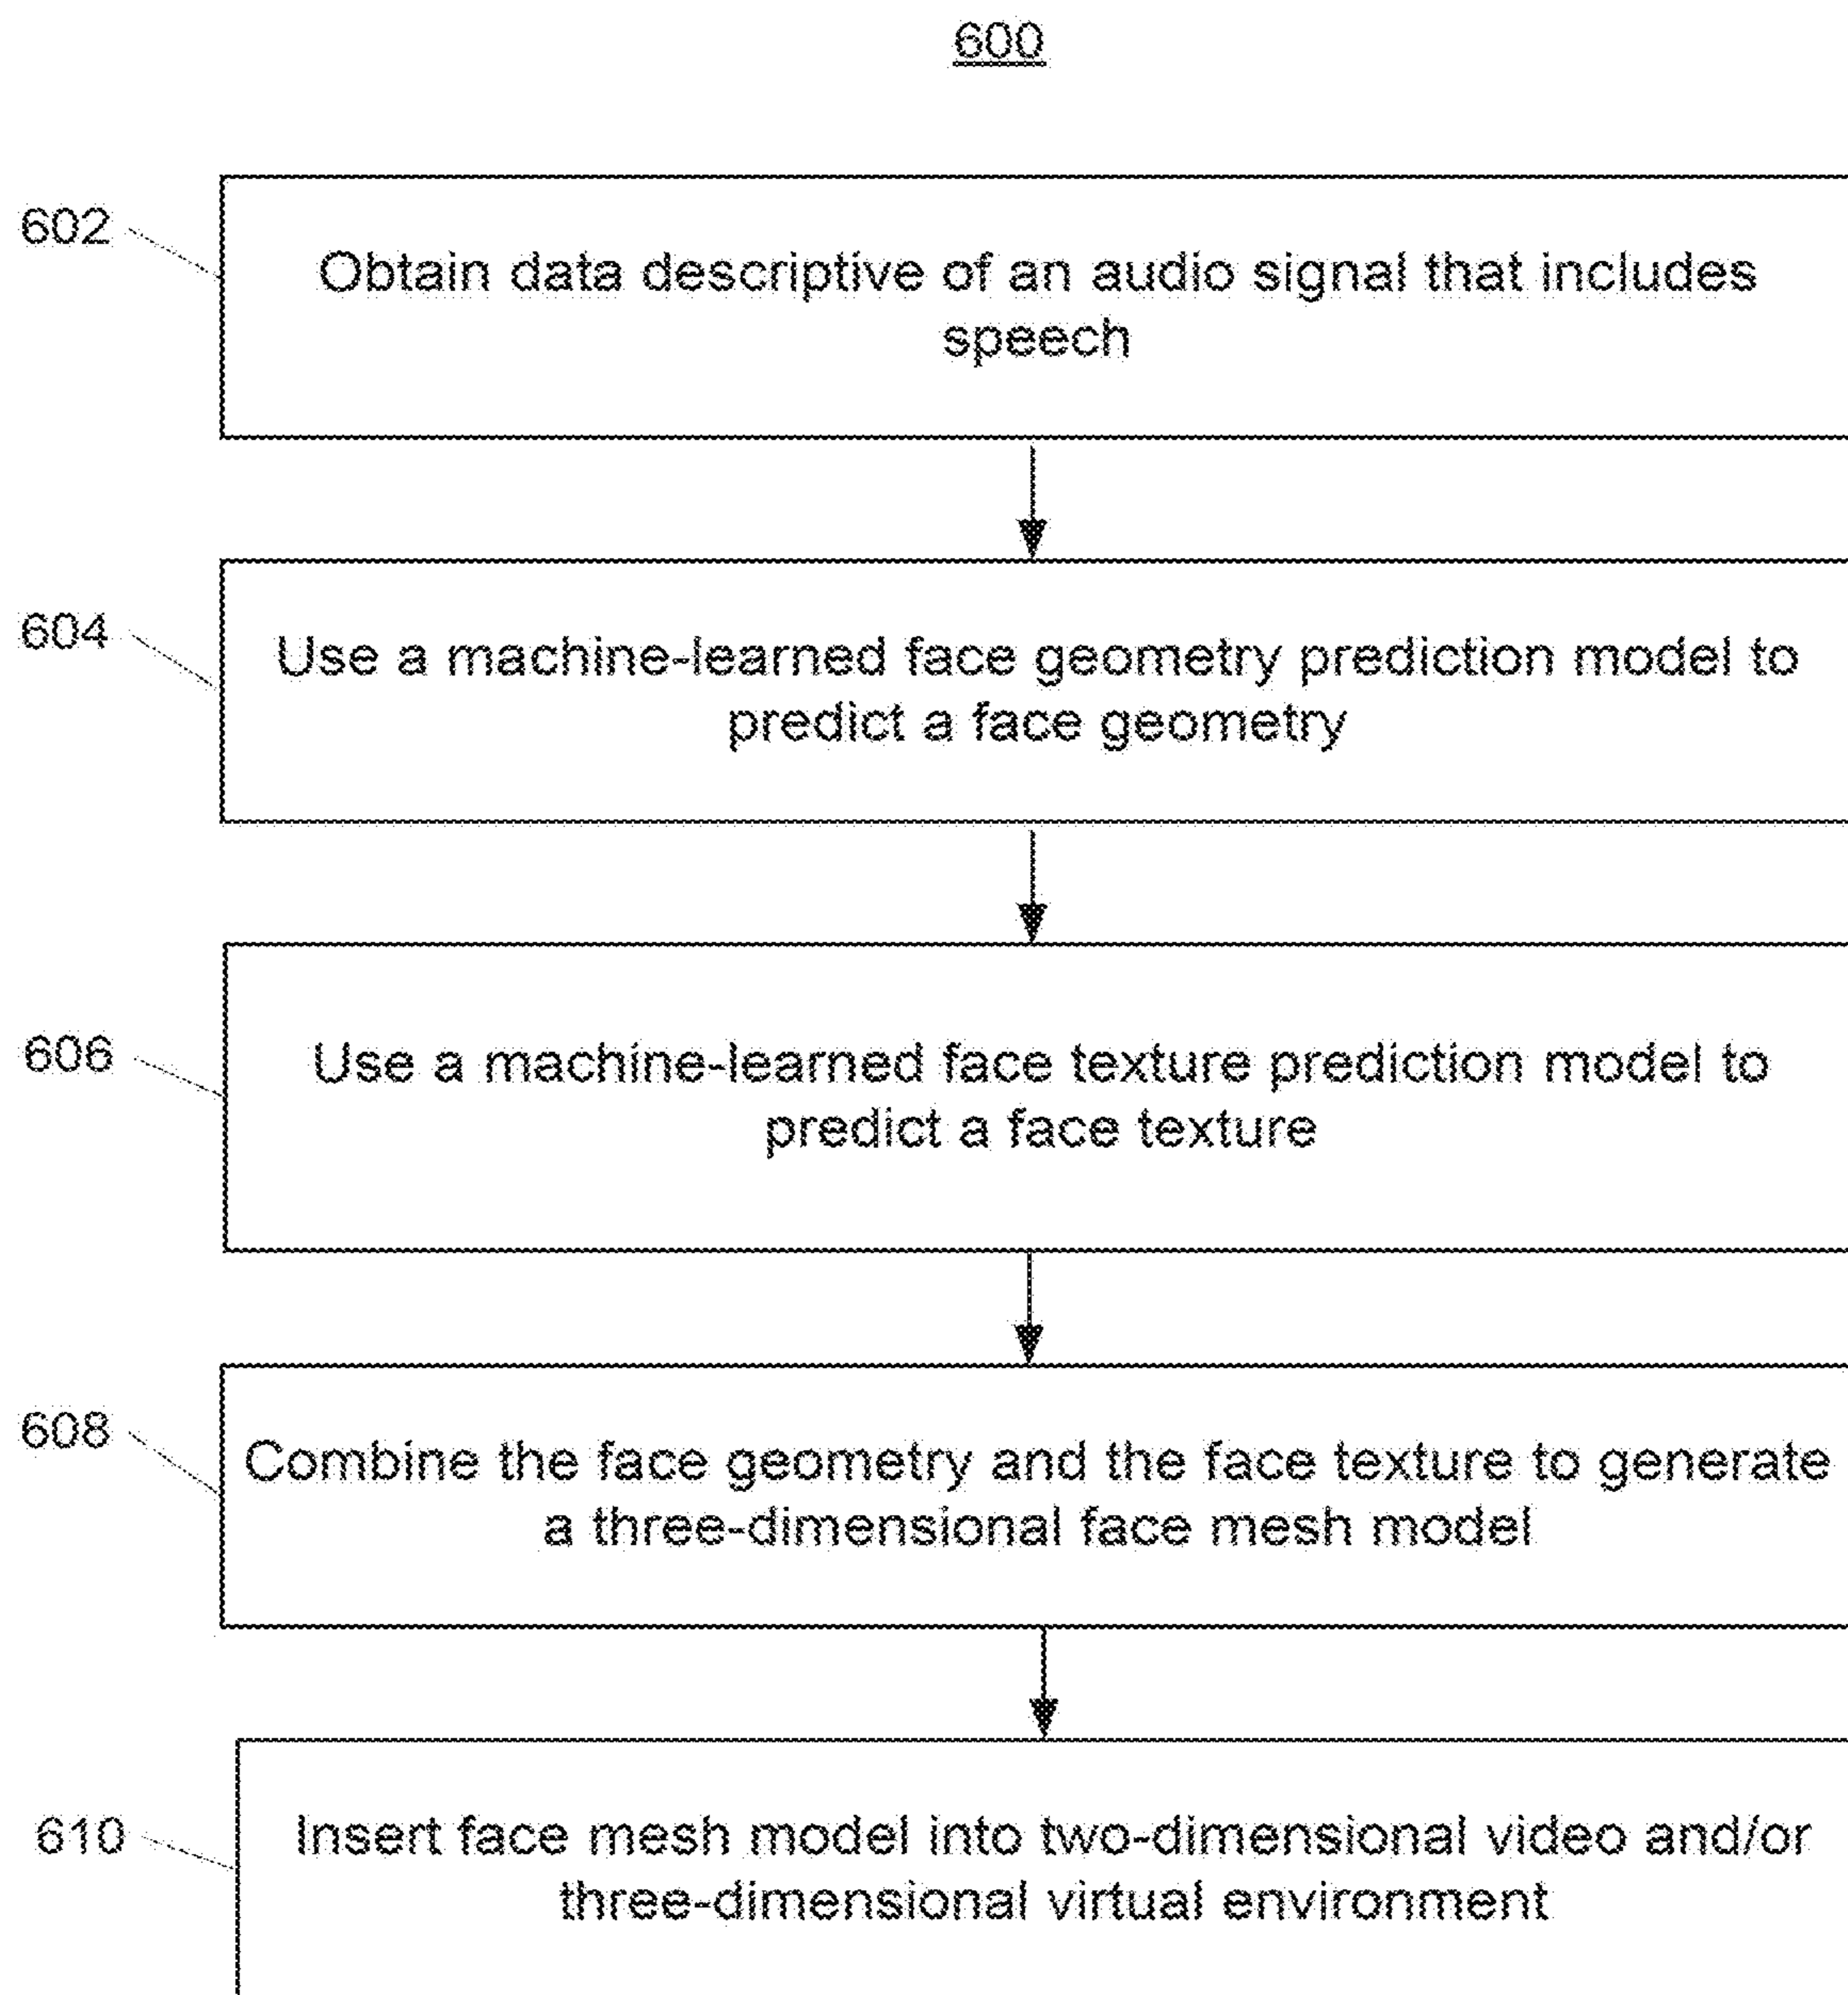 600
602
Obtain data descriptive of an audio signal that includes
speech
604
Use a machine-learned face geometry prediction model to
predict a face geometry
606
Use a machine-learned face texture prediction model to
predict a face texture
608
Combine the face geometry and the face texture to generate
a three-dimensional face mesh model
610
Insert face mesh model into two-dimensional video and/or
three-dimensional virtual environment